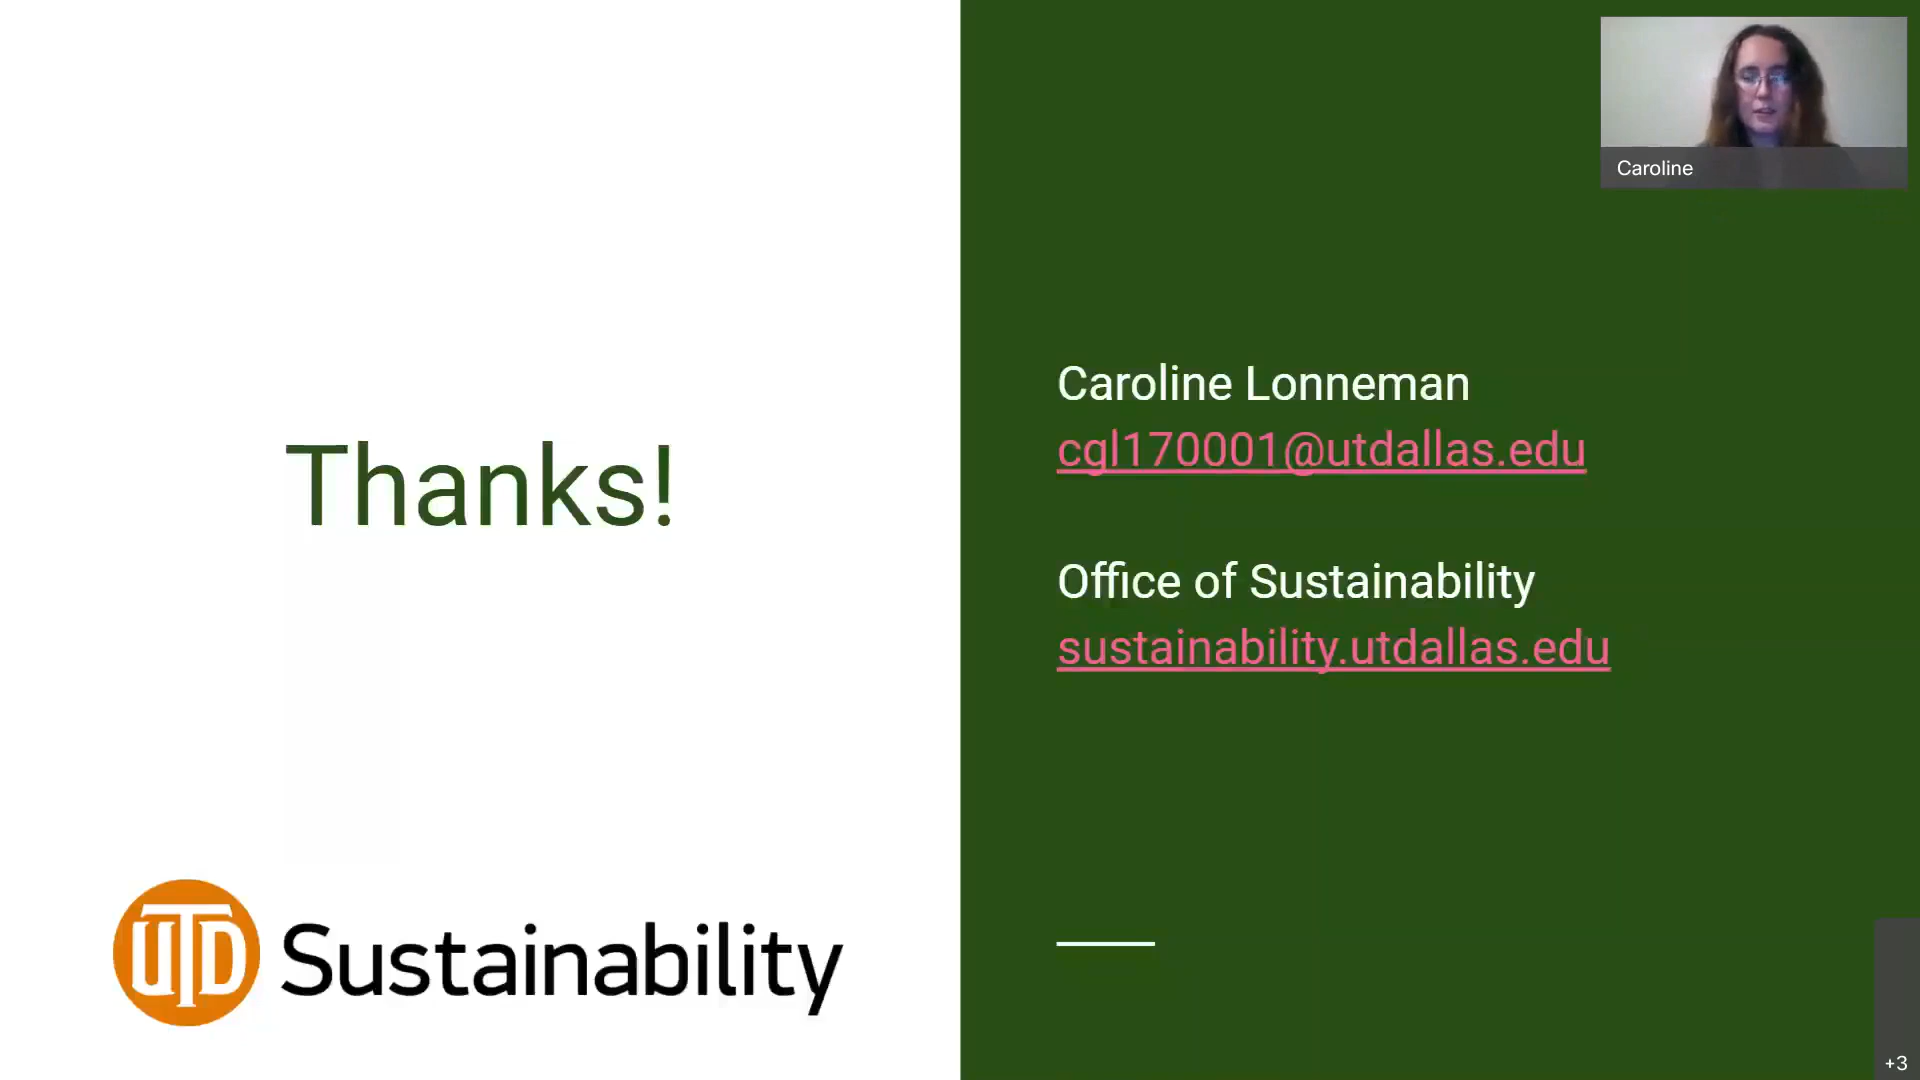 Thanks!
UTD Sustainability
Caroline
Caroline Lonneman
cgl170001@utdallas.edu
Office of Sustainability
sustainability.utdallas.edu
+3